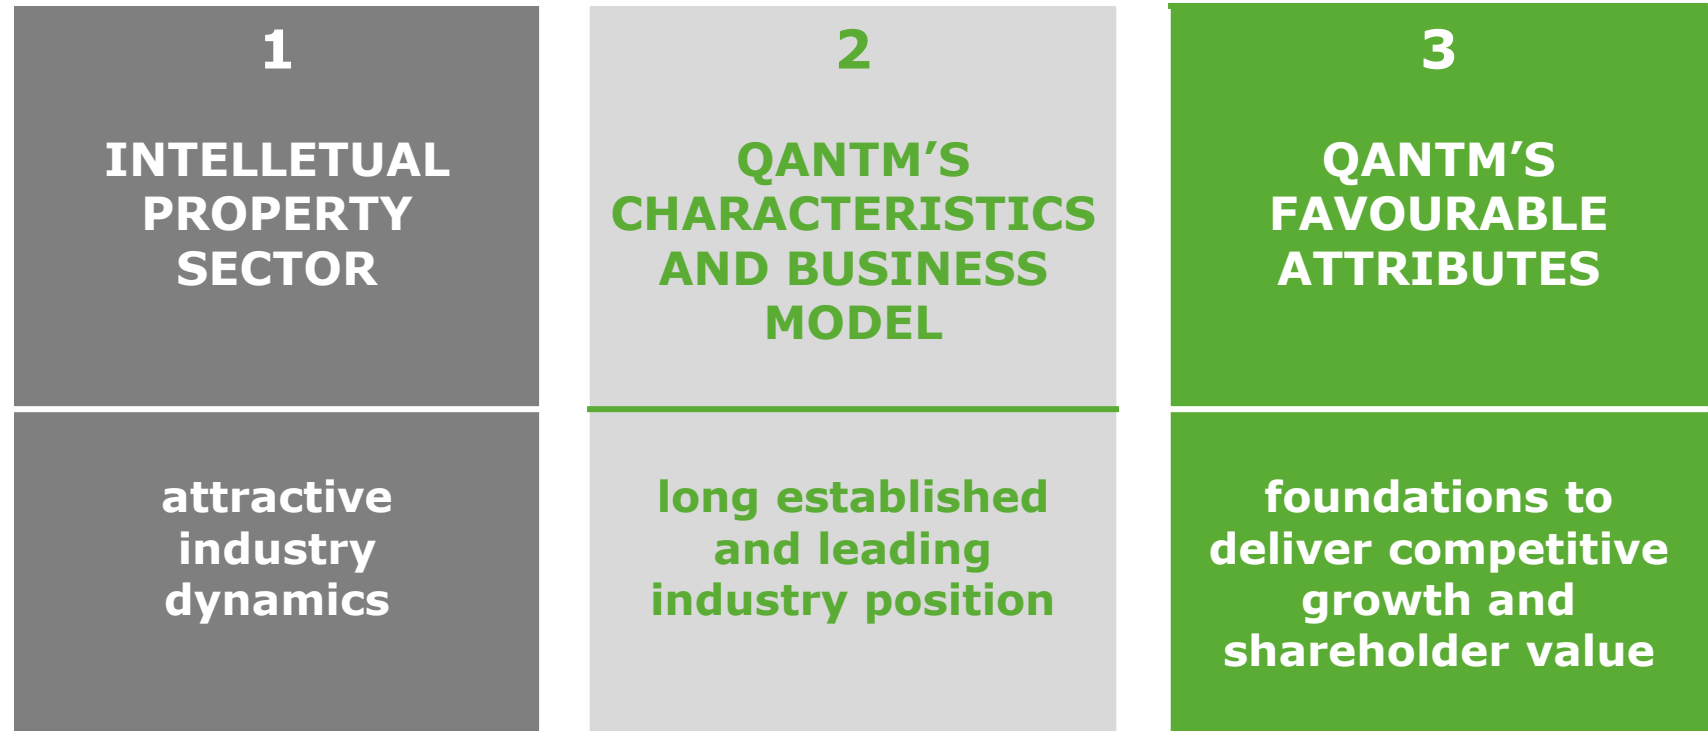 1
INTELLETUAL
PROPERTY
SECTOR
attractive
industry
dynamics
2
QANTM’S
CHARACTERISTICS
AND BUSINESS
MODEL
long established
and leading
industry position
3
QANTM’S
FAVOURABLE
ATTRIBUTES
foundations to
deliver competitive
growth and
shareholder value